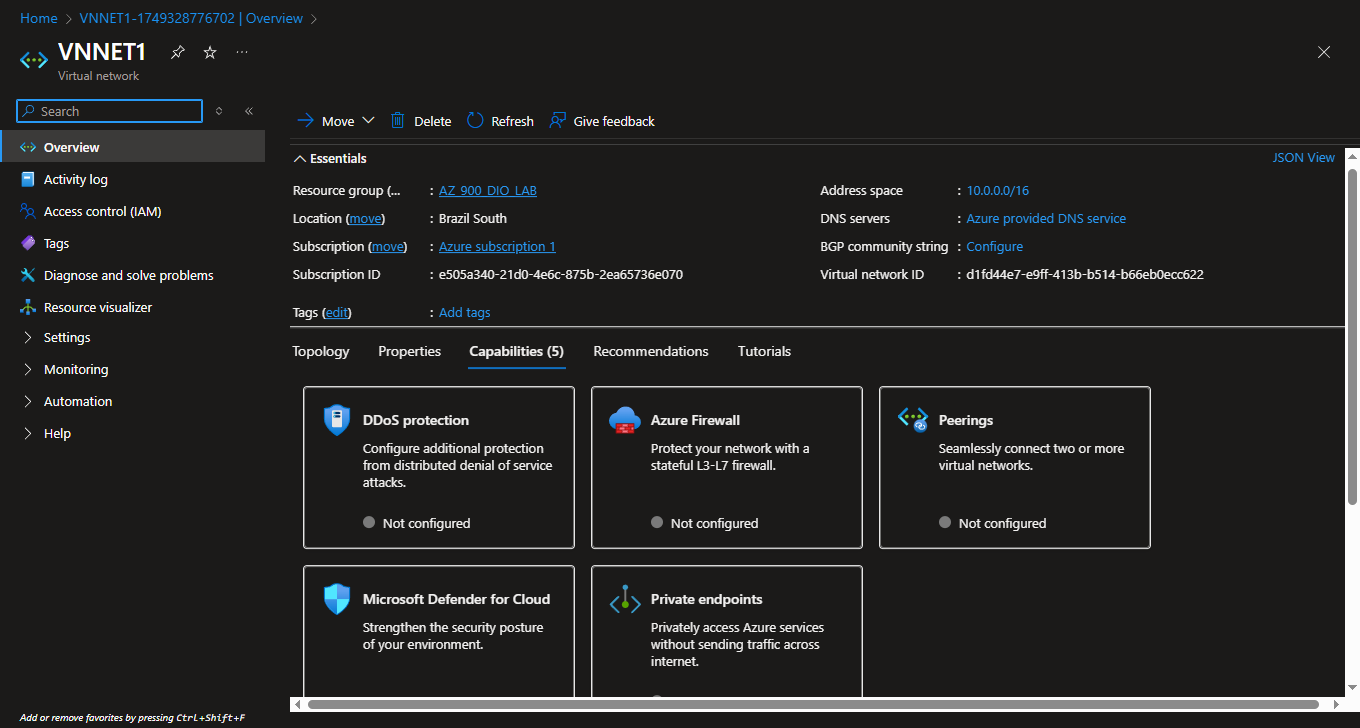 Home > VNNET1-1749328776702 | Overview >
VNNET1
Virtual network
Search
Overview
Activity log
Access control (IAM)
Tags
Diagnose and solve problems
Resource visualizer
Settings
Monitoring
Automation
Help
Add or remove favorites by pressing Ctrl+Shift+F
Move
Delete
Refresh
Give feedback
Essentials
JSON View
Resource group (... : AZ_900_DIO_LAB
Location (move) : Brazil South
Subscription (move) : Azure subscription 1
Subscription ID : e505a340-21d0-4e6c-875b-2ea65736e070
Address space : 10.0.0.0/16
DNS servers : Azure provided DNS service
BGP community string : Configure
Virtual network ID : d1fd44e7-e9ff-413b-b514-b66eb0ecc622
Tags (edit) : Add tags
Topology
Properties
Capabilities (5)
Recommendations
Tutorials
DDoS protection
Configure additional protection
from distributed denial of service
attacks.
Not configured
Azure Firewall
Protect your network with a
stateful L3-L7 firewall.
Not configured
Peerings
Seamlessly connect two or more
virtual networks.
Not configured
Microsoft Defender for Cloud
Strengthen the security posture
of your environment.
Private endpoints
Privately access Azure services
without sending traffic across
internet.